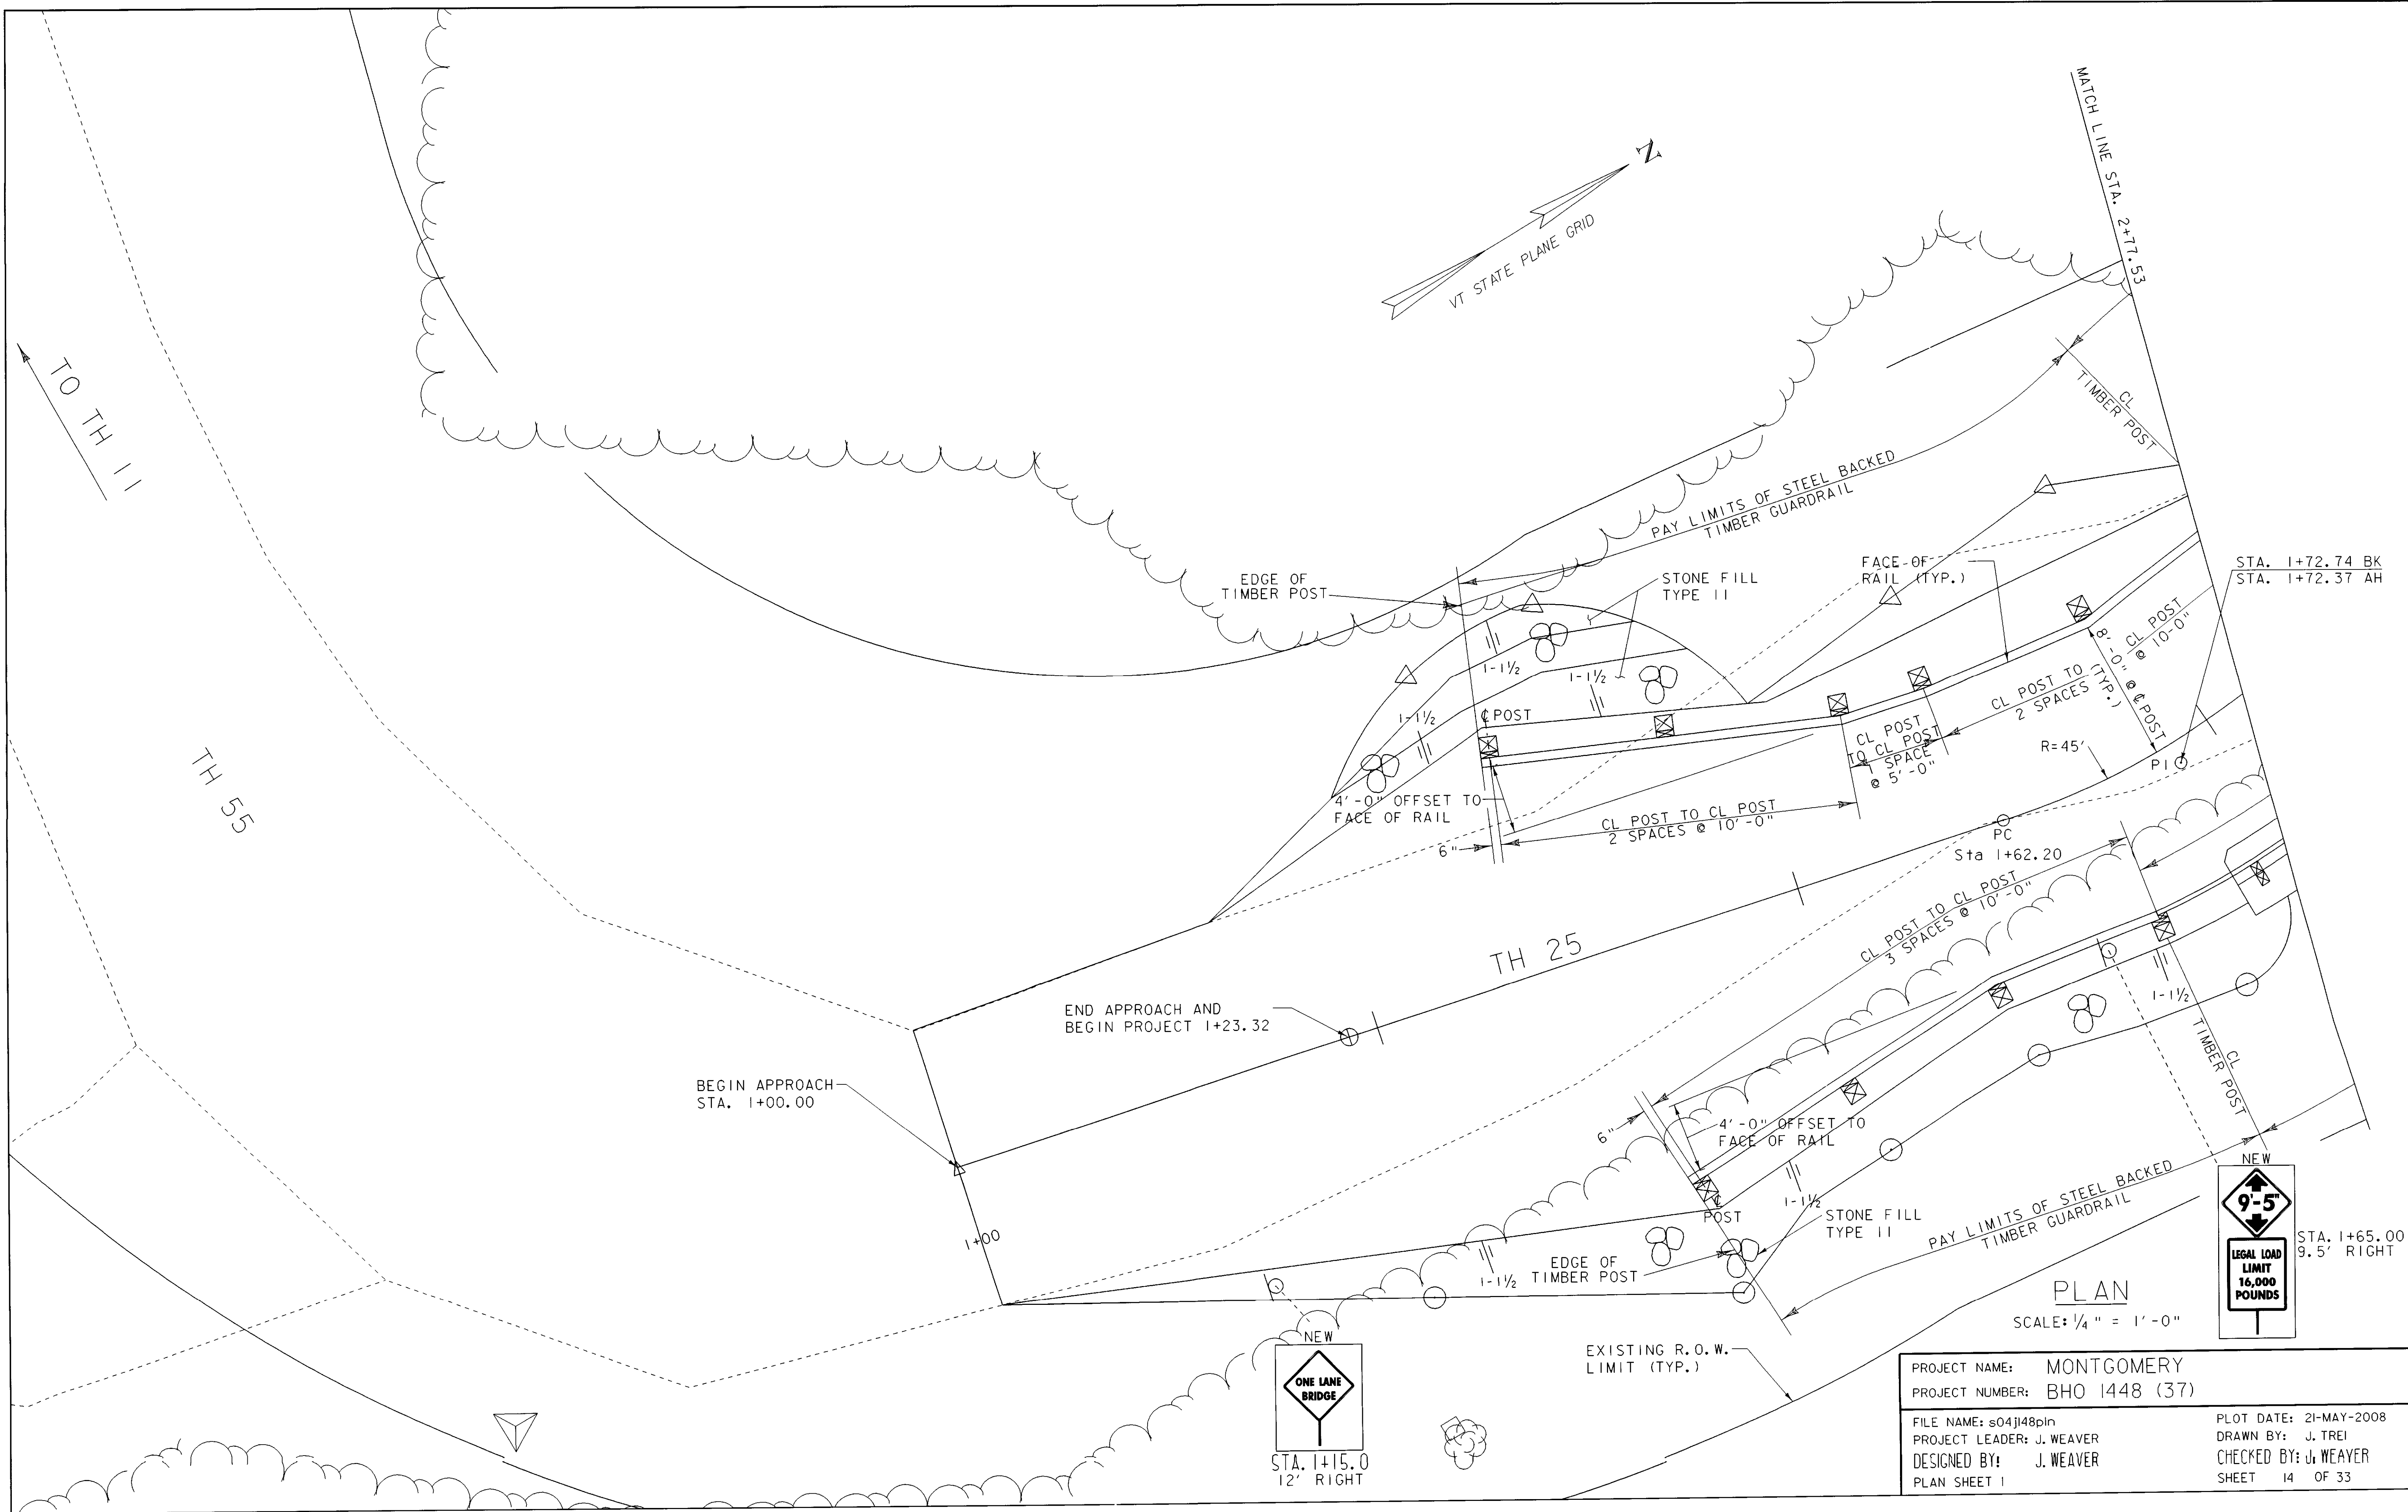 MATCH LINE STA. 2+77.53
N
VT STATE PLANE GRID
TO TH 11
TH 55
CL
TIMBER POST
PAY LIMITS OF STEEL BACKED
TIMBER GUARDRAIL
EDGE OF
TIMBER POST
STONE FILL
TYPE II
FACE OF
RAIL (TYP.)
STA. 1+72.74 BK
STA. 1+72.37 AH
1-1½
1-1½
1-1½
℄ POST
CL POST TO CL POST
2 SPACES @ 10-0"
8'-0" @ ℄ POST
(TYP.)
CL POST
TO CL POST
1 SPACE
@ 5'-0"
R=45'
PI
4'-0" OFFSET TO
FACE OF RAIL
CL POST TO CL POST
2 SPACES @ 10'-0"
6"
PC
Sta 1+62.20
CL POST TO CL POST
3 SPACES @ 10'-0"
TH 25
END APPROACH AND
BEGIN PROJECT 1+23.32
BEGIN APPROACH
STA. 1+00.00
1+00
1-1½
CL
TIMBER POST
6"
4'-0" OFFSET TO
FACE OF RAIL
℄
POST
1-1½
STONE FILL
TYPE II
1-1½
EDGE OF
TIMBER POST
PAY LIMITS OF STEEL BACKED
TIMBER GUARDRAIL
NEW
9'-5"
LEGAL LOAD
LIMIT
16,000
POUNDS
STA. 1+65.00
9.5' RIGHT
NEW
ONE LANE
BRIDGE
STA. 1+15.0
12' RIGHT
EXISTING R.O.W.
LIMIT (TYP.)
PLAN
SCALE: ¼" = 1'-0"
PROJECT NAME: MONTGOMERY
PROJECT NUMBER: BHO 1448 (37)
FILE NAME: s04j148pln
PLOT DATE: 21-MAY-2008
PROJECT LEADER: J. WEAVER
DRAWN BY: J. TREI
DESIGNED BY: J. WEAVER
CHECKED BY: J. WEAVER
PLAN SHEET 1
SHEET 14 OF 33